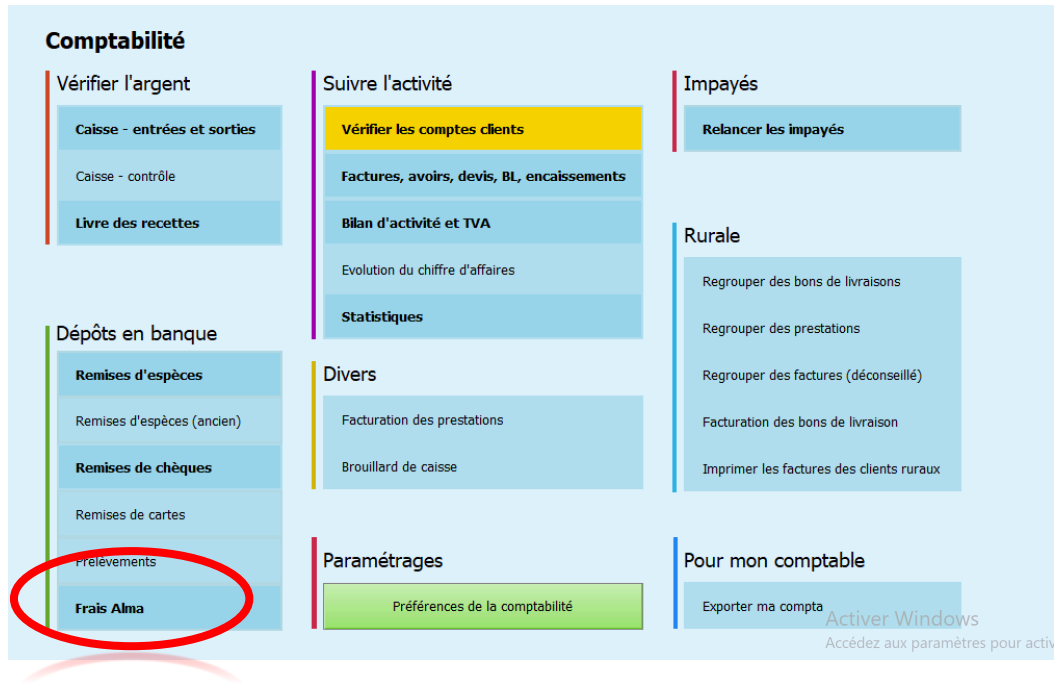 Comptabilité
Vérifier l'argent
Caisse - entrées et sorties
Caisse - contrôle
Livre des recettes
Dépôts en banque
Remises d'espèces
Remises d'espèces (ancien)
Remises de chèques
Remises de cartes
Prélèvements
Frais Alma
Suivre l'activité
Vérifier les comptes clients
Factures, avoirs, devis, BL, encaissements
Bilan d'activité et TVA
Evolution du chiffre d'affaires
Statistiques
Divers
Facturation des prestations
Brouillard de caisse
Paramétrages
Préférences de la comptabilité
Impayés
Relancer les impayés
Rurale
Regrouper des bons de livraisons
Regrouper des prestations
Regrouper des factures (déconseillé)
Facturation des bons de livraison
Imprimer les factures des clients ruraux
Pour mon comptable
Exporter ma compta
Activer Windows
Accédez aux paramètres pour activ